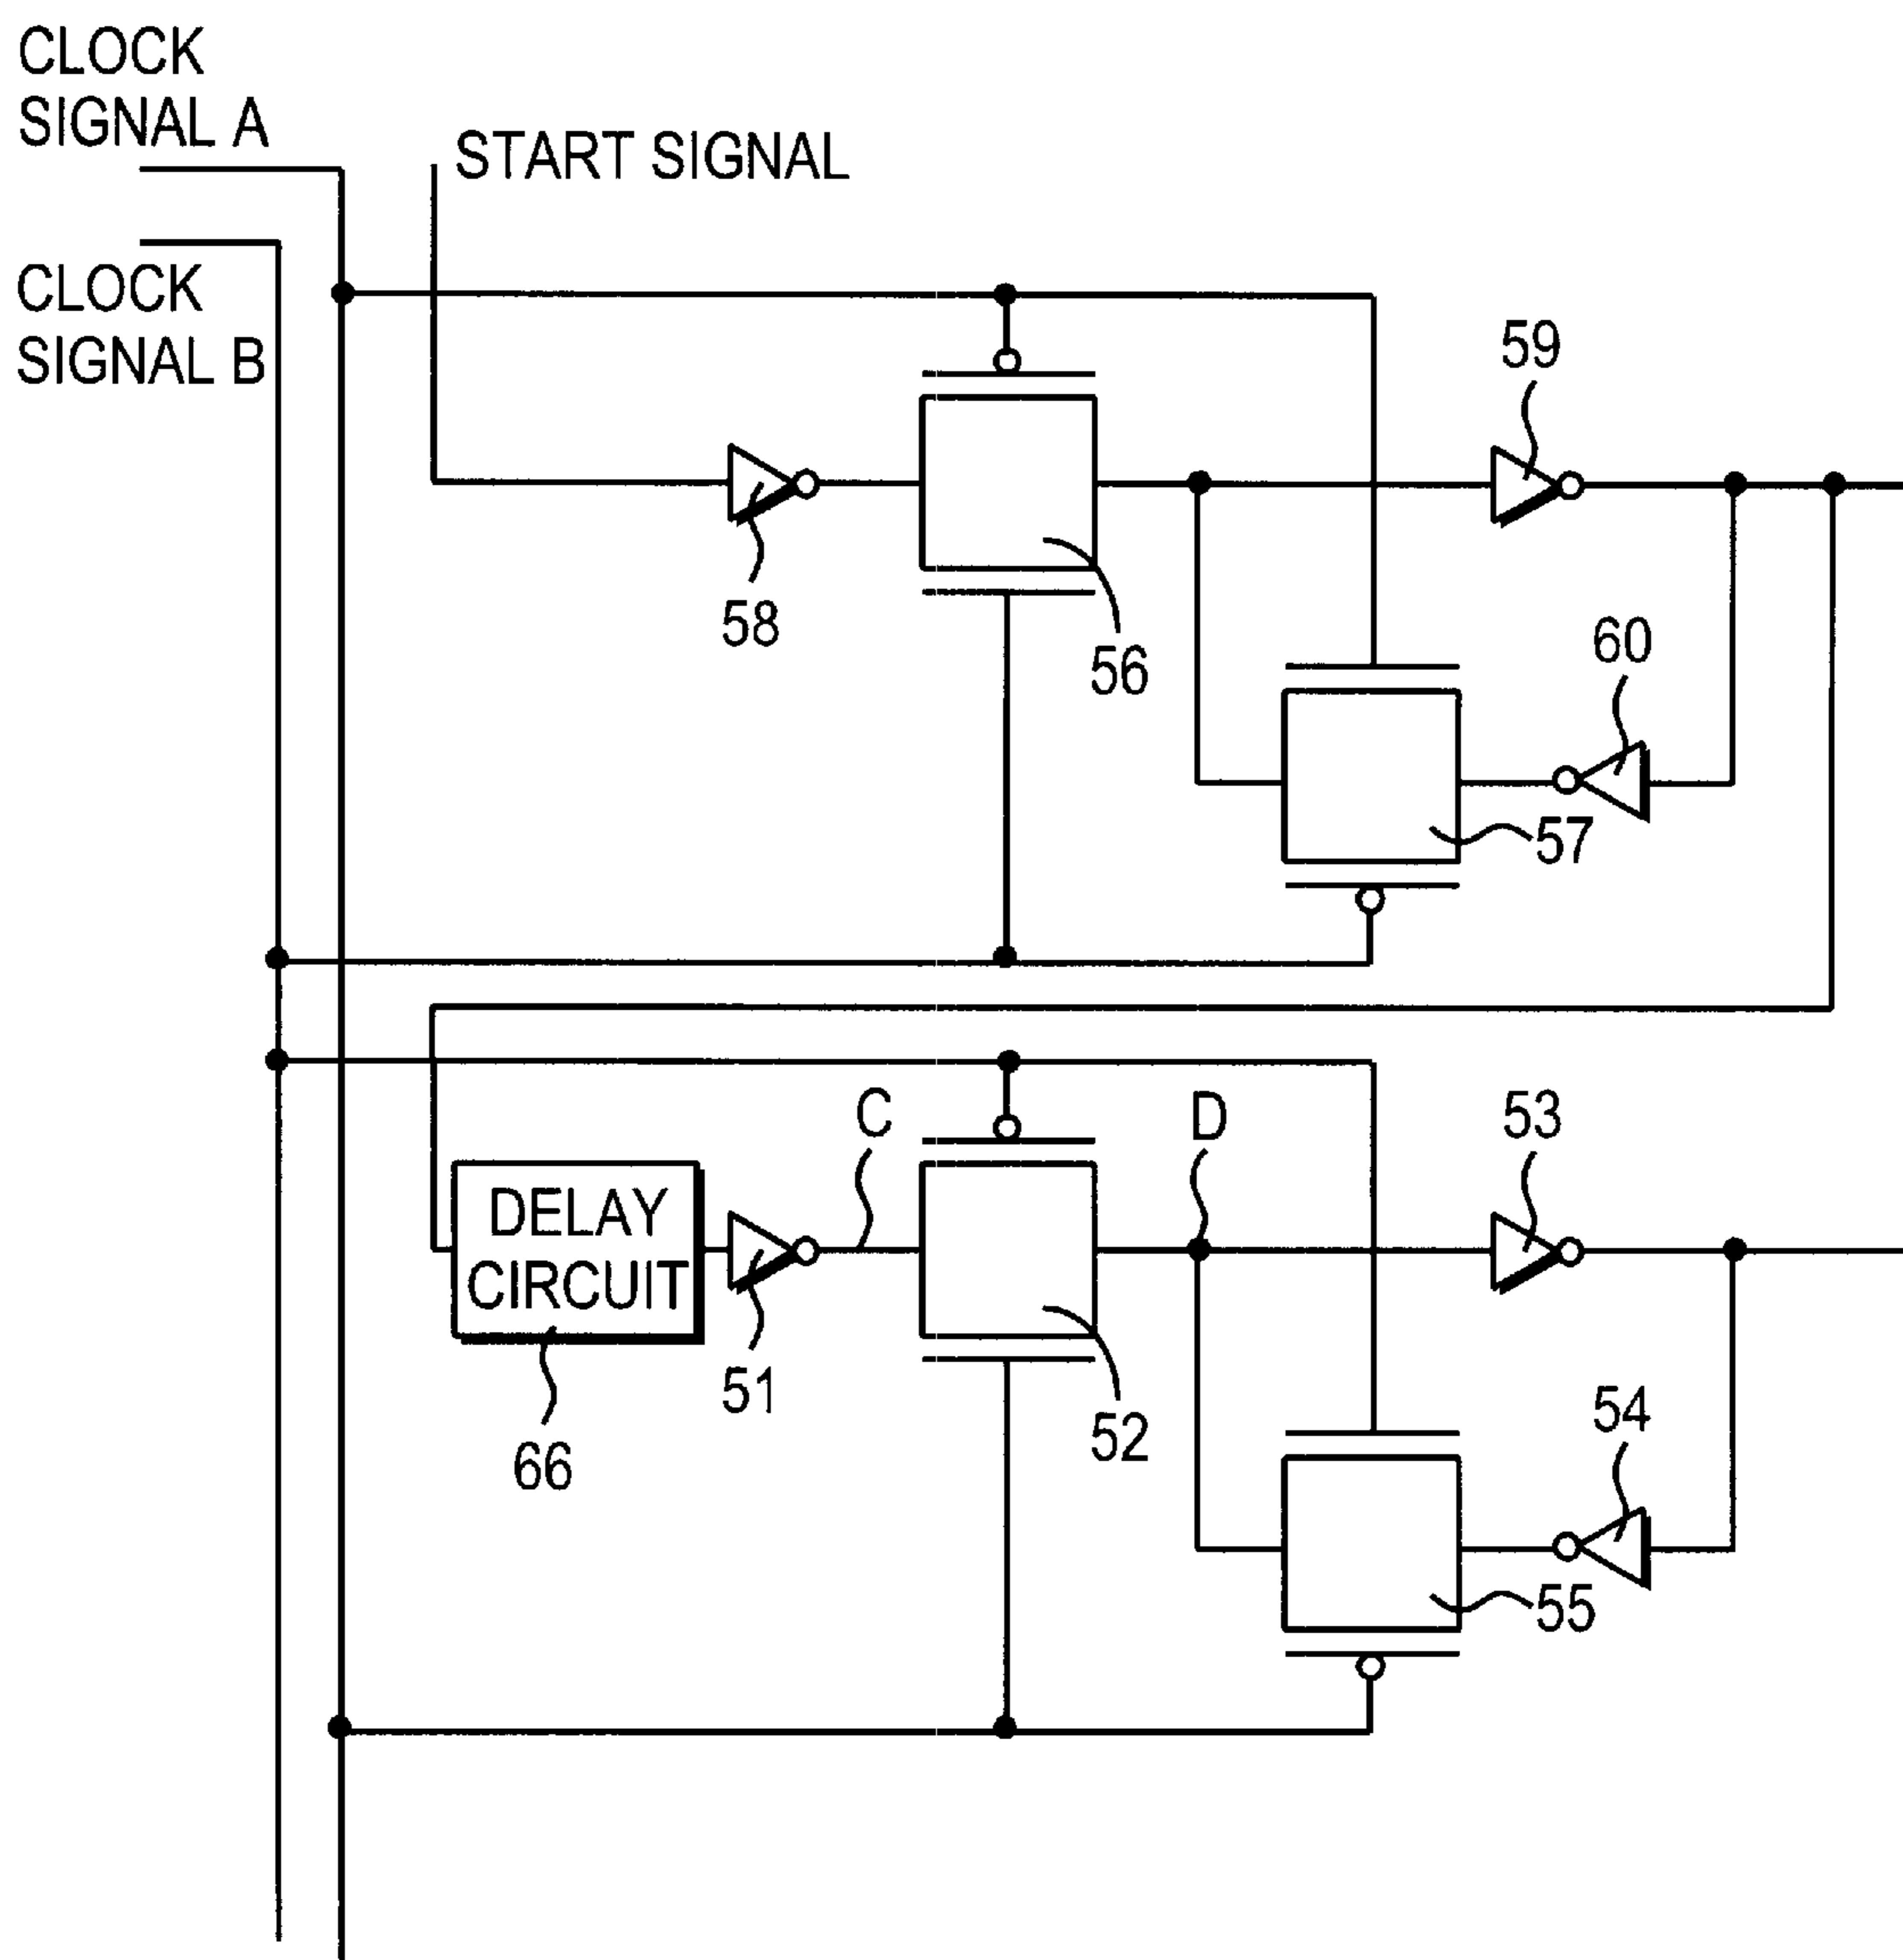 CLOCK
SIGNAL A
START SIGNAL
CLOCK
SIGNAL B
59
58
56
60
57
C
D
53
DELAY
CIRCUIT
51
52
54
66
55